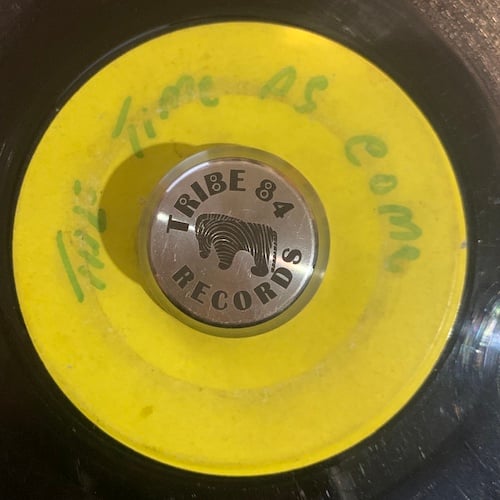 THE TIME AS COME
TRIBE 84
RECORDS